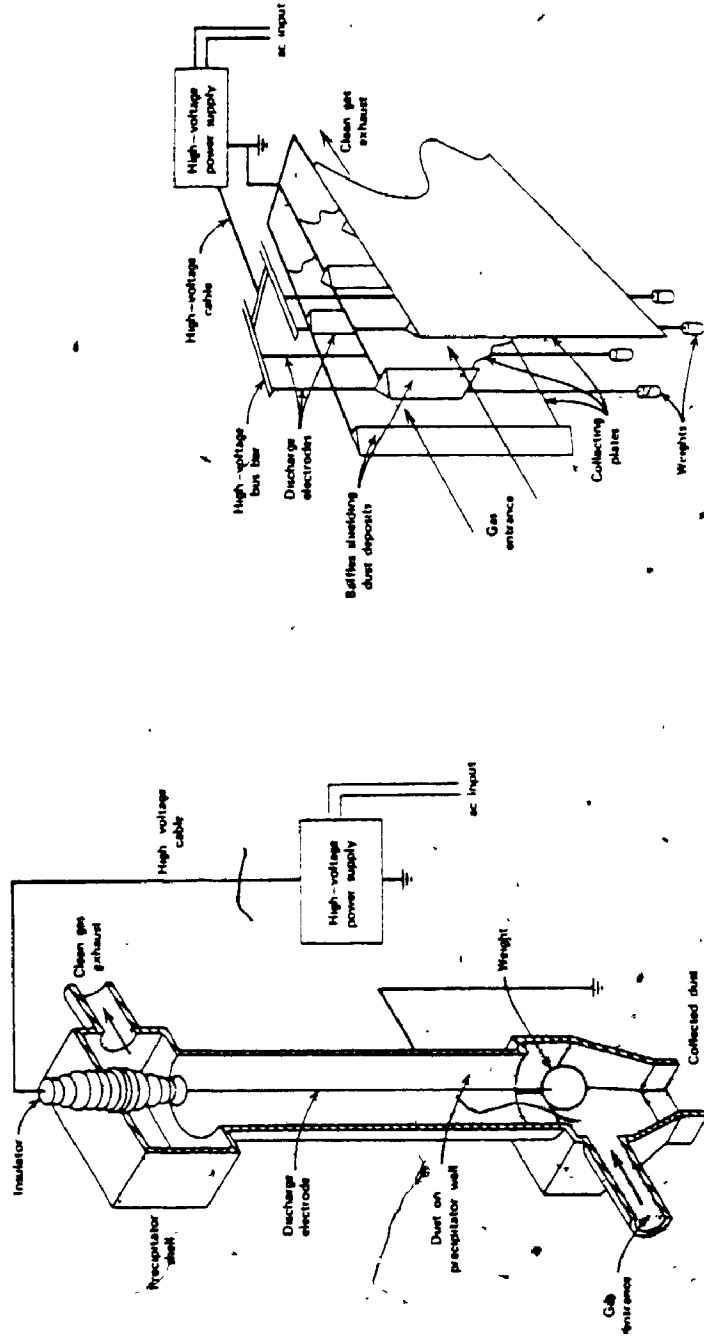 Insulator
Clean gas
exhaust
High voltage
cable
Precipitator
shell
Discharge
electrode
High-voltage
power supply
ac input
Dust on
precipitator wall
Weight
Gas
entrance
Collected dust
High-voltage
power supply
ac input
High-voltage
cable
Clean gas
exhaust
High-voltage
bus bar
Discharge
electrodes
Baffles shielding
dust deposits
Gas
entrance
Collecting
plates
Weights